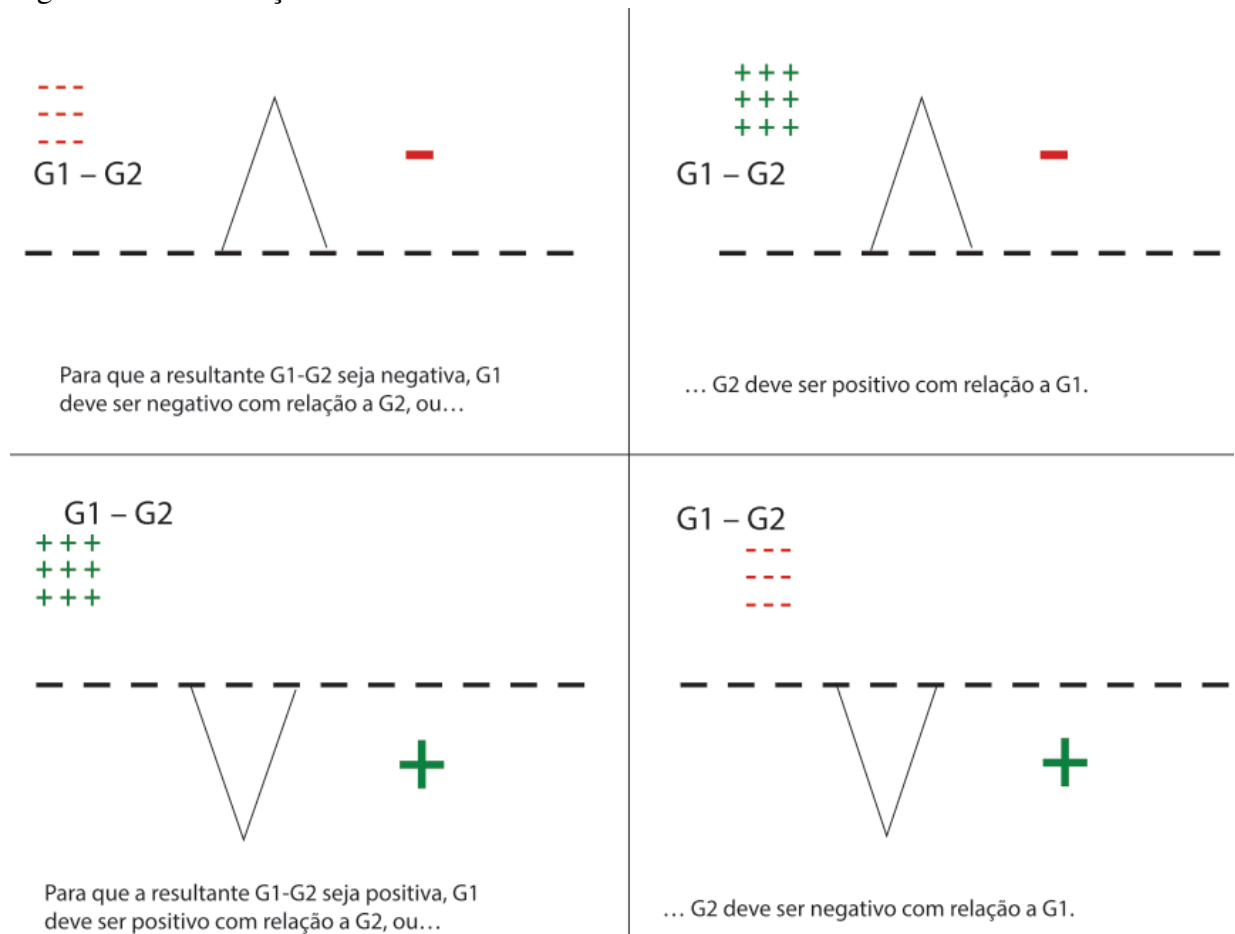 - - -
- - -
- - -
G1 – G2
-
Para que a resultante G1-G2 seja negativa, G1
deve ser negativo com relação a G2, ou…
+ + +
+ + +
+ + +
G1 – G2
-
… G2 deve ser positivo com relação a G1.
G1 – G2
+ + +
+ + +
+ + +
+
Para que a resultante G1-G2 seja positiva, G1
deve ser positivo com relação a G2, ou…
G1 – G2
- - -
- - -
- - -
+
… G2 deve ser negativo com relação a G1.